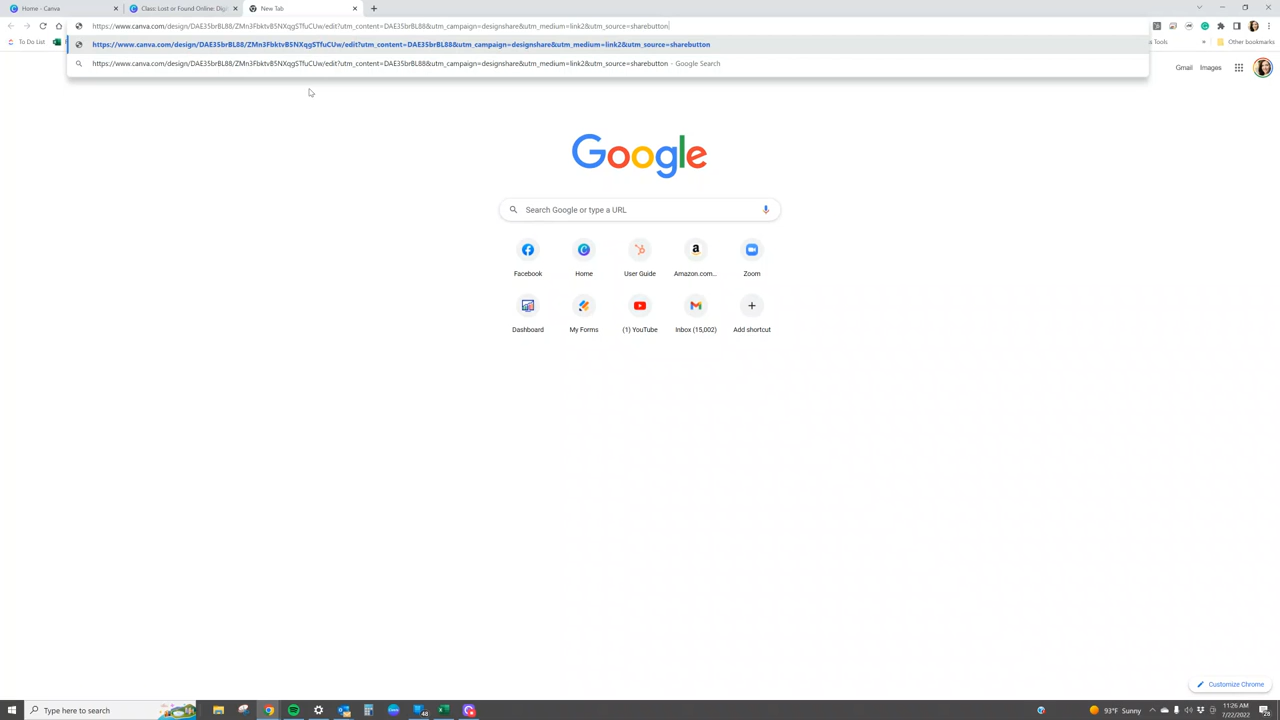 Home - Canva
Class: Lost or Found Online: Digi
New Tab
https://www.canva.com/design/DAE35brBL88/ZMn3FbktvB5NXqgSTfuCUw/edit?utm_content=DAE35brBL88&utm_campaign=designshare&utm_medium=link2&utm_source=sharebutton
To Do List
https://www.canva.com/design/DAE35brBL88/ZMn3FbktvB5NXqgSTfuCUw/edit?utm_content=DAE35brBL88&utm_campaign=designshare&utm_medium=link2&utm_source=sharebutton
Tools
»
Other bookmarks
https://www.canva.com/design/DAE35brBL88/ZMn3FbktvB5NXqgSTfuCUw/edit?utm_content=DAE35brBL88&utm_campaign=designshare&utm_medium=link2&utm_source=sharebutton - Google Search
Gmail Images
Google
Search Google or type a URL
Facebook Home User Guide Amazon.com... Zoom
Dashboard My Forms (1) YouTube Inbox (15,002) Add shortcut
Customize Chrome
Type here to search
48
93°F Sunny
11:26 AM
7/22/2022
28